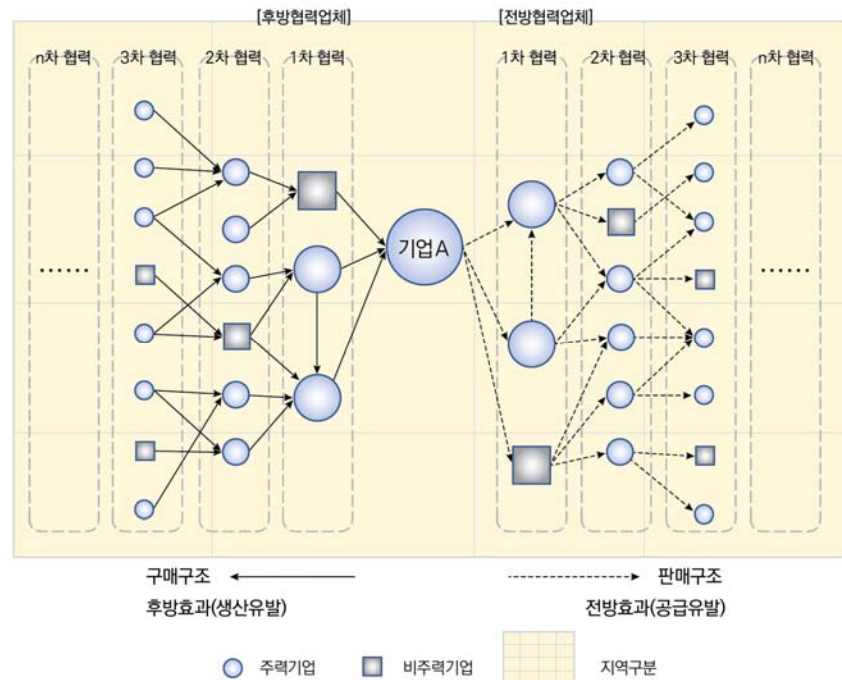 [후방협력업체] [전방협력업체]
n차 협력 3차 협력 2차 협력 1차 협력 1차 협력 2차 협력 3차 협력 n차 협력
기업A
...... ......
구매구조 판매구조
후방효과(생산유발) 전방효과(공급유발)
주력기업 비주력기업 지역구분